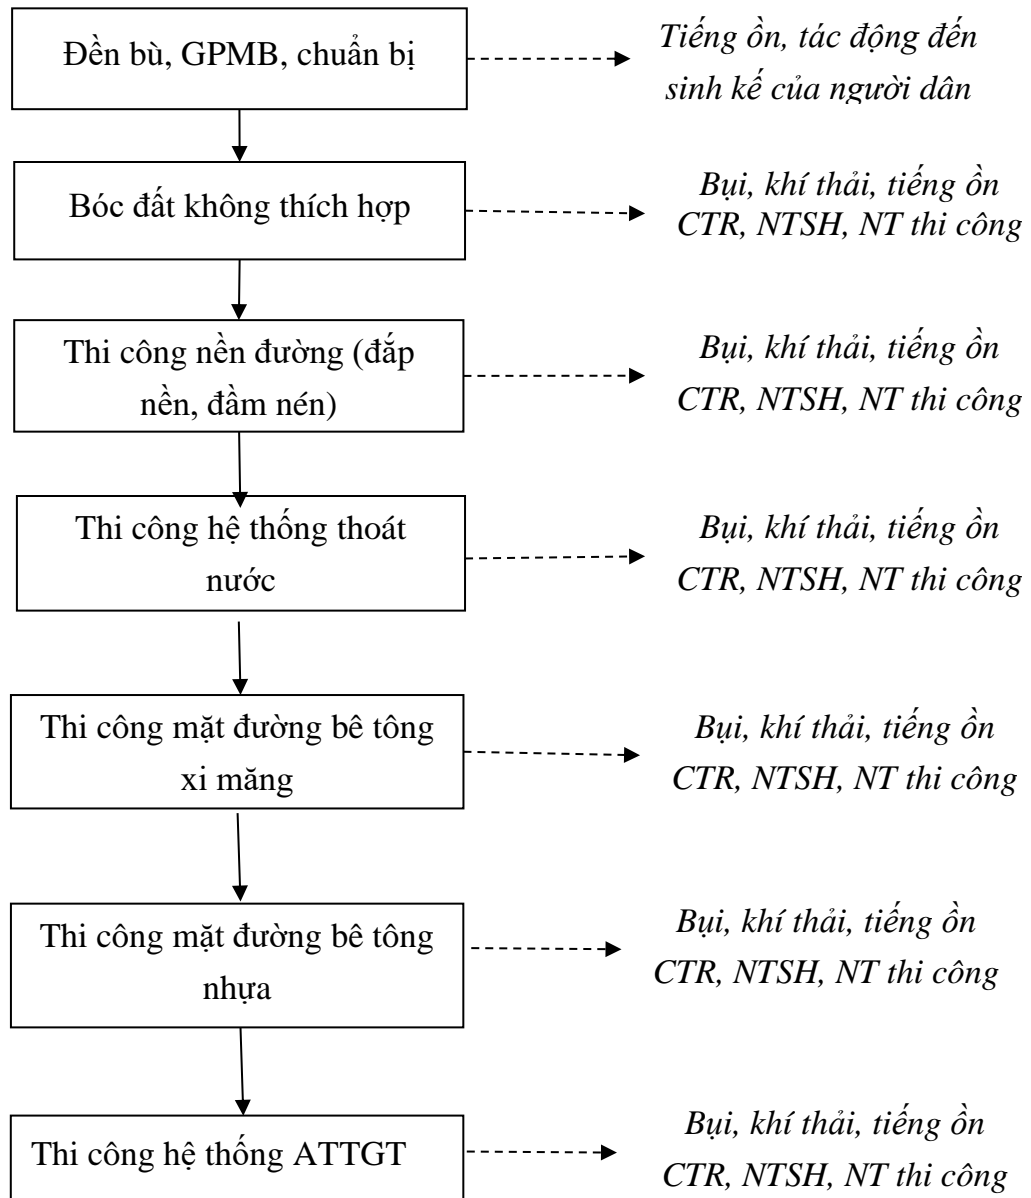 Đền bù, GPMB, chuẩn bị
Tiếng ồn, tác động đến
sinh kế của người dân
Bóc đất không thích hợp
Bụi, khí thải, tiếng ồn
CTR, NTSH, NT thi công
Thi công nền đường (đắp
nền, đầm nén)
Bụi, khí thải, tiếng ồn
CTR, NTSH, NT thi công
Thi công hệ thống thoát
nước
Bụi, khí thải, tiếng ồn
CTR, NTSH, NT thi công
Thi công mặt đường bê tông
xi măng
Bụi, khí thải, tiếng ồn
CTR, NTSH, NT thi công
Thi công mặt đường bê tông
nhựa
Bụi, khí thải, tiếng ồn
CTR, NTSH, NT thi công
Thi công hệ thống ATTGT
Bụi, khí thải, tiếng ồn
CTR, NTSH, NT thi công